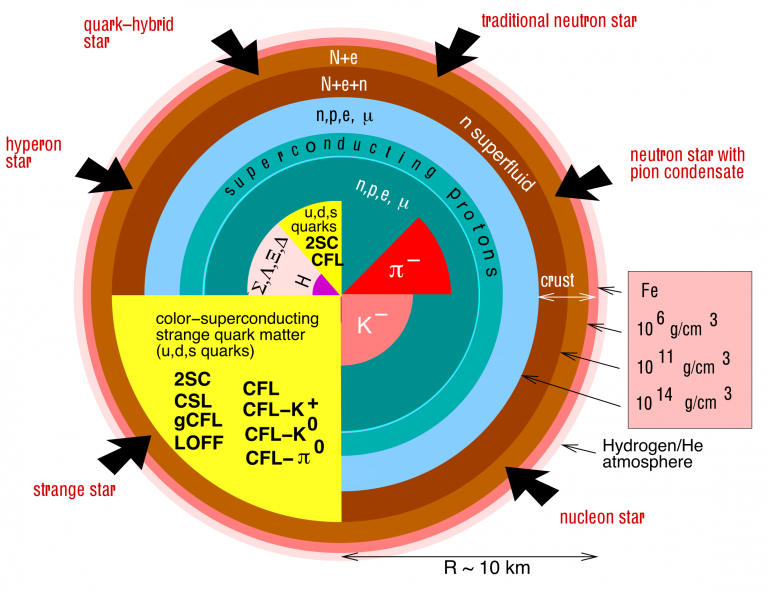 quark–hybrid
star
traditional neutron star
hyperon
star
neutron star with
pion condensate
N+e
N+e+n
n,p,e, μ
n superfluid
superconducting protons
n,p,e, μ
u,d,s
quarks
2SC
CFL
Σ,Λ,Ξ,Δ
H
π⁻
K⁻
crust
Fe
10⁶ g/cm³
10¹¹ g/cm³
10¹⁴ g/cm³
Hydrogen/He
atmosphere
color–superconducting
strange quark matter
(u,d,s quarks)
2SC
CSL
gCFL
LOFF
CFL
CFL–K⁺
CFL–K⁰
CFL–π⁰
strange star
nucleon star
R ~ 10 km